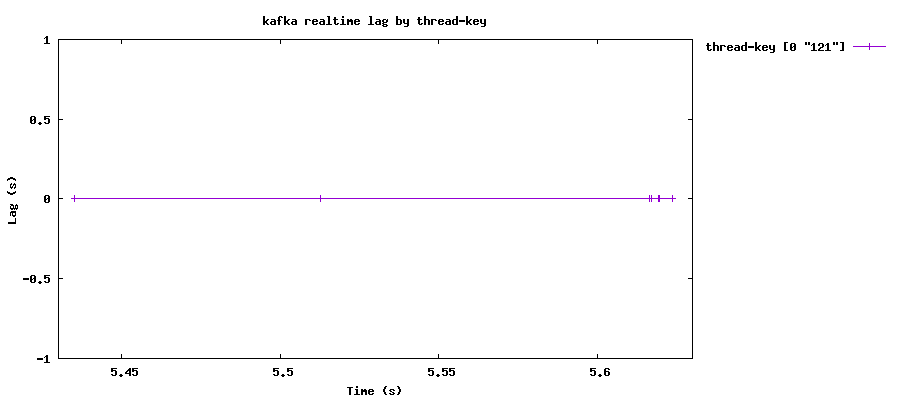 kafka realtime lag by thread-key
thread-key [0 "121"]
1
0.5
0
-0.5
-1
Lag (s)
5.45
5.5
5.55
5.6
Time (s)